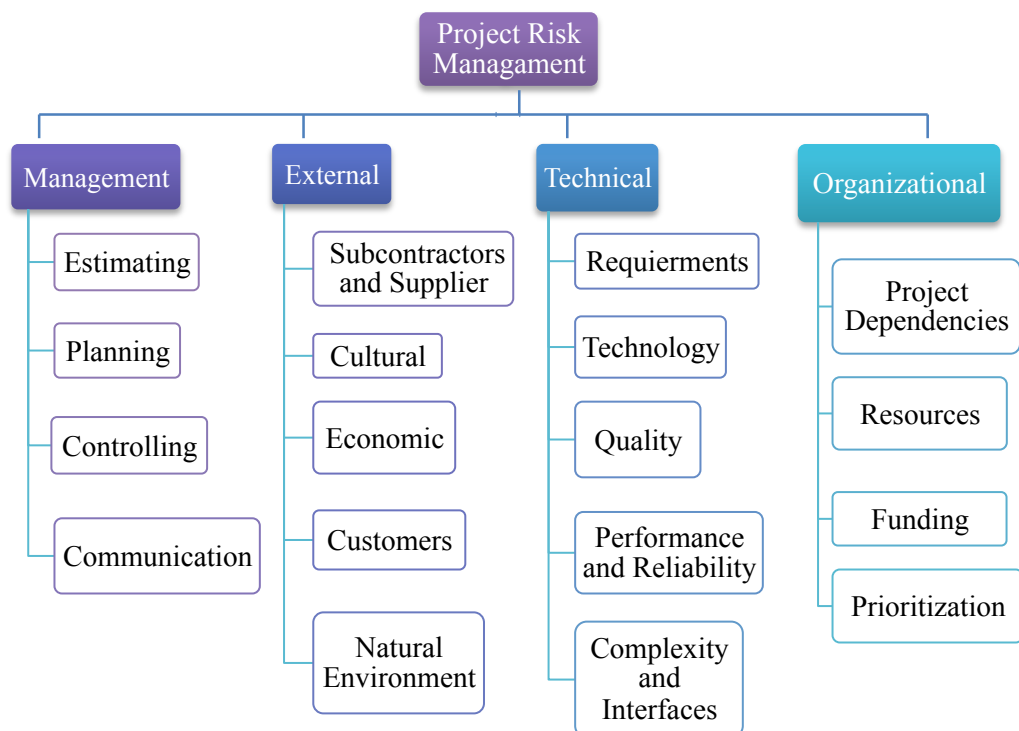 Project Risk
Managament
Management
Estimating
Planning
Controlling
Communication
External
Subcontractors
and Supplier
Cultural
Economic
Customers
Natural
Environment
Technical
Requierments
Technology
Quality
Performance
and Reliability
Complexity
and
Interfaces
Organizational
Project
Dependencies
Resources
Funding
Prioritization